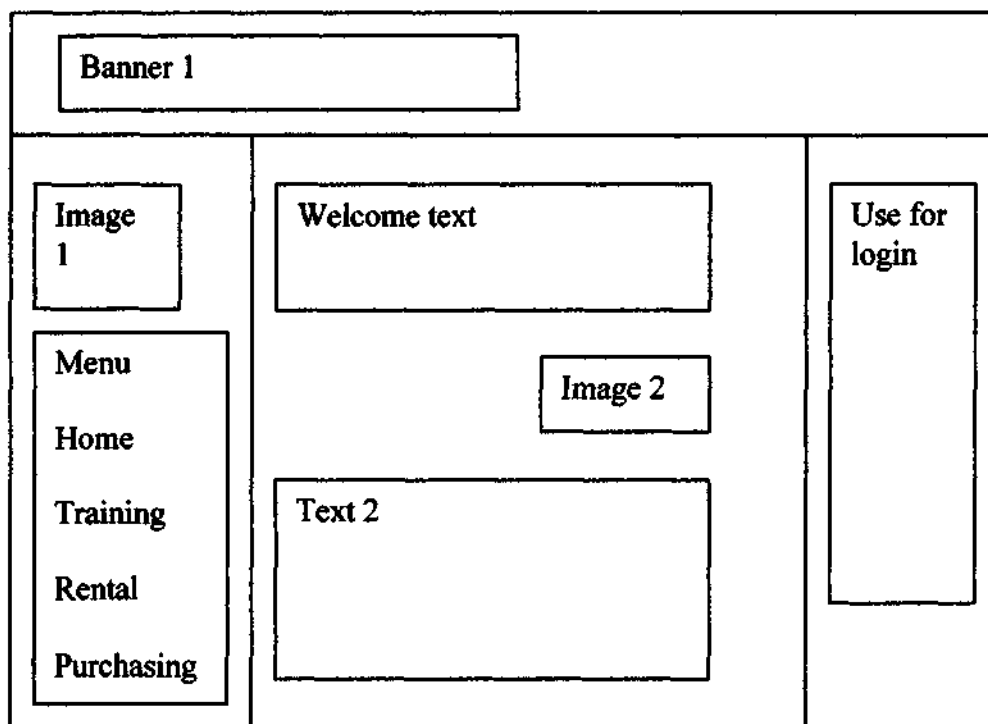 Banner 1
Image
1
Menu
Home
Training
Rental
Purchasing
Welcome text
Image 2
Text 2
Use for
login